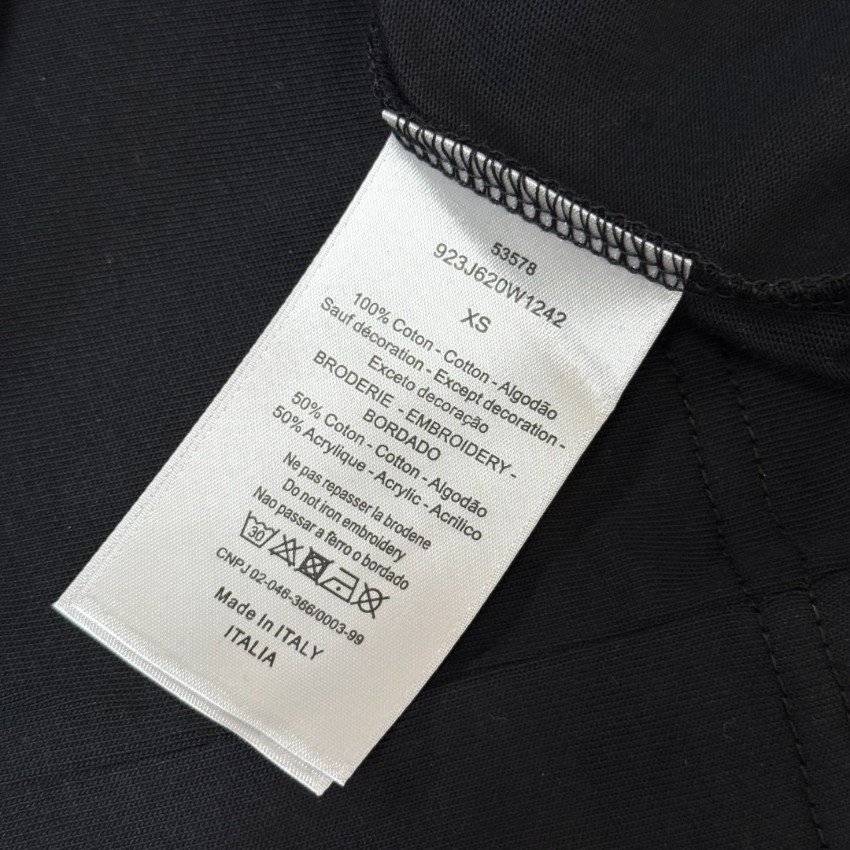 53578
923J620W1242
XS
100% Coton - Cotton - Algodão
Sauf décoration - Except decoration -
Exceto decoração
BRODERIE - EMBROIDERY -
BORDADO
50% Coton - Cotton - Algodão
50% Acrylique - Acrylic - Acrilico
Ne pas repasser la brodene
Do not iron embroidery
Nao passar a ferro o bordado
30
CNPJ 02-046-366/0003-99
Made In ITALY
ITALIA